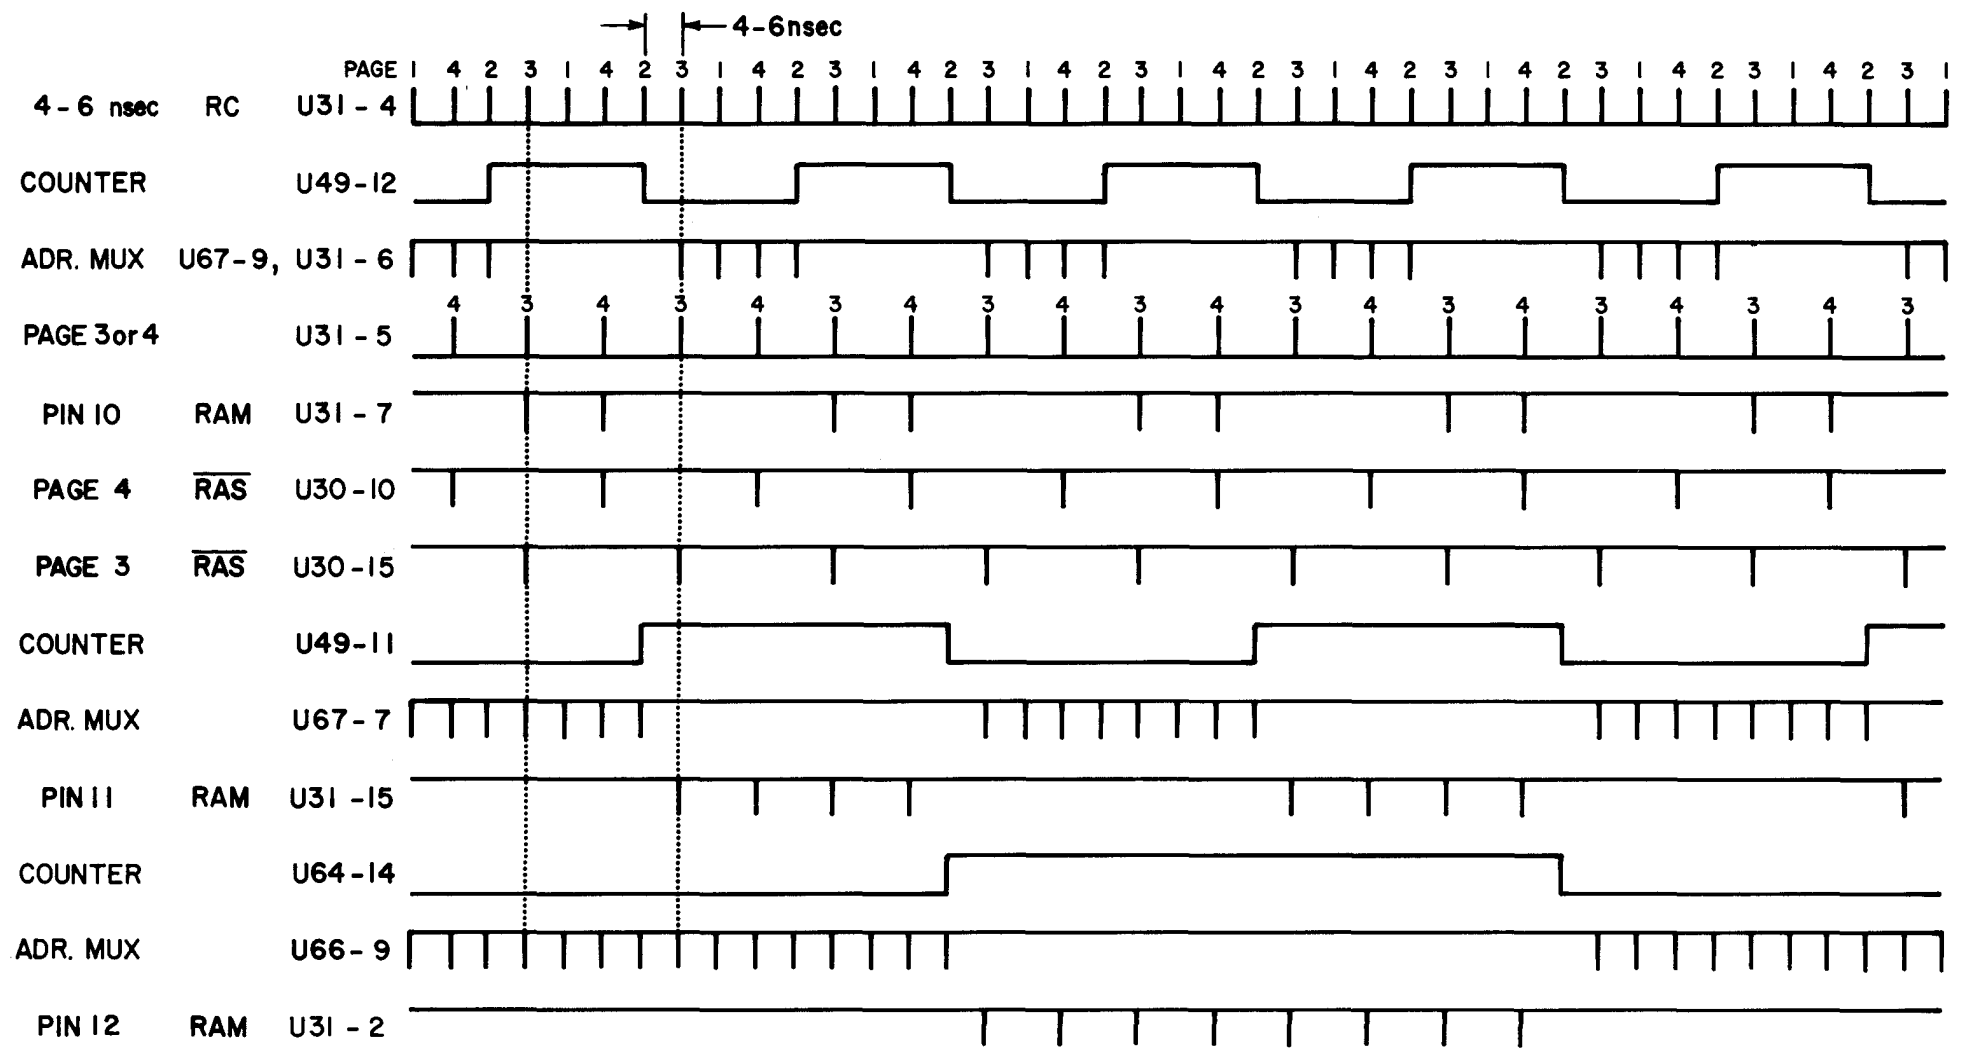 4-6nsec
PAGE 1 4 2 3 1 4 2 3 1 4 2 3 1 4 2 3 1 4 2 3 1 4 2 3 1 4 2 3 1 4 2 3 1 4 2 3 1 4 2 3 1
4-6 nsec RC U31-4
COUNTER U49-12
ADR. MUX U67-9, U31-6
4 3 4 3 4 3 4 3 4 3 4 3 4 3 4 3 4 3 4 3
PAGE 3or4 U31-5
PIN 10 RAM U31-7
PAGE 4 RAS U30-10
PAGE 3 RAS U30-15
COUNTER U49-11
ADR. MUX U67-7
PIN 11 RAM U31-15
COUNTER U64-14
ADR. MUX U66-9
PIN 12 RAM U31-2